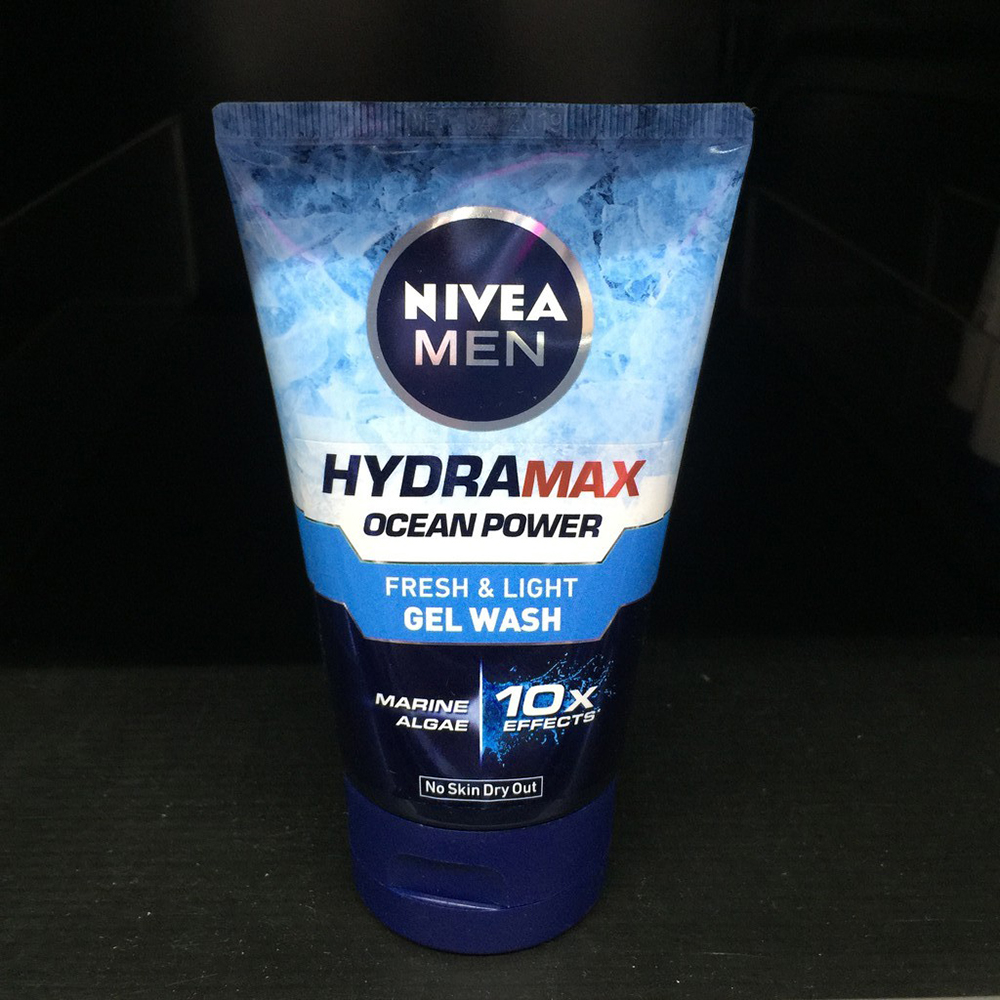 NIVEA
MEN
HYDRAMAX
OCEAN POWER
FRESH & LIGHT
GEL WASH
MARINE
ALGAE
10x
EFFECTS*
No Skin Dry Out